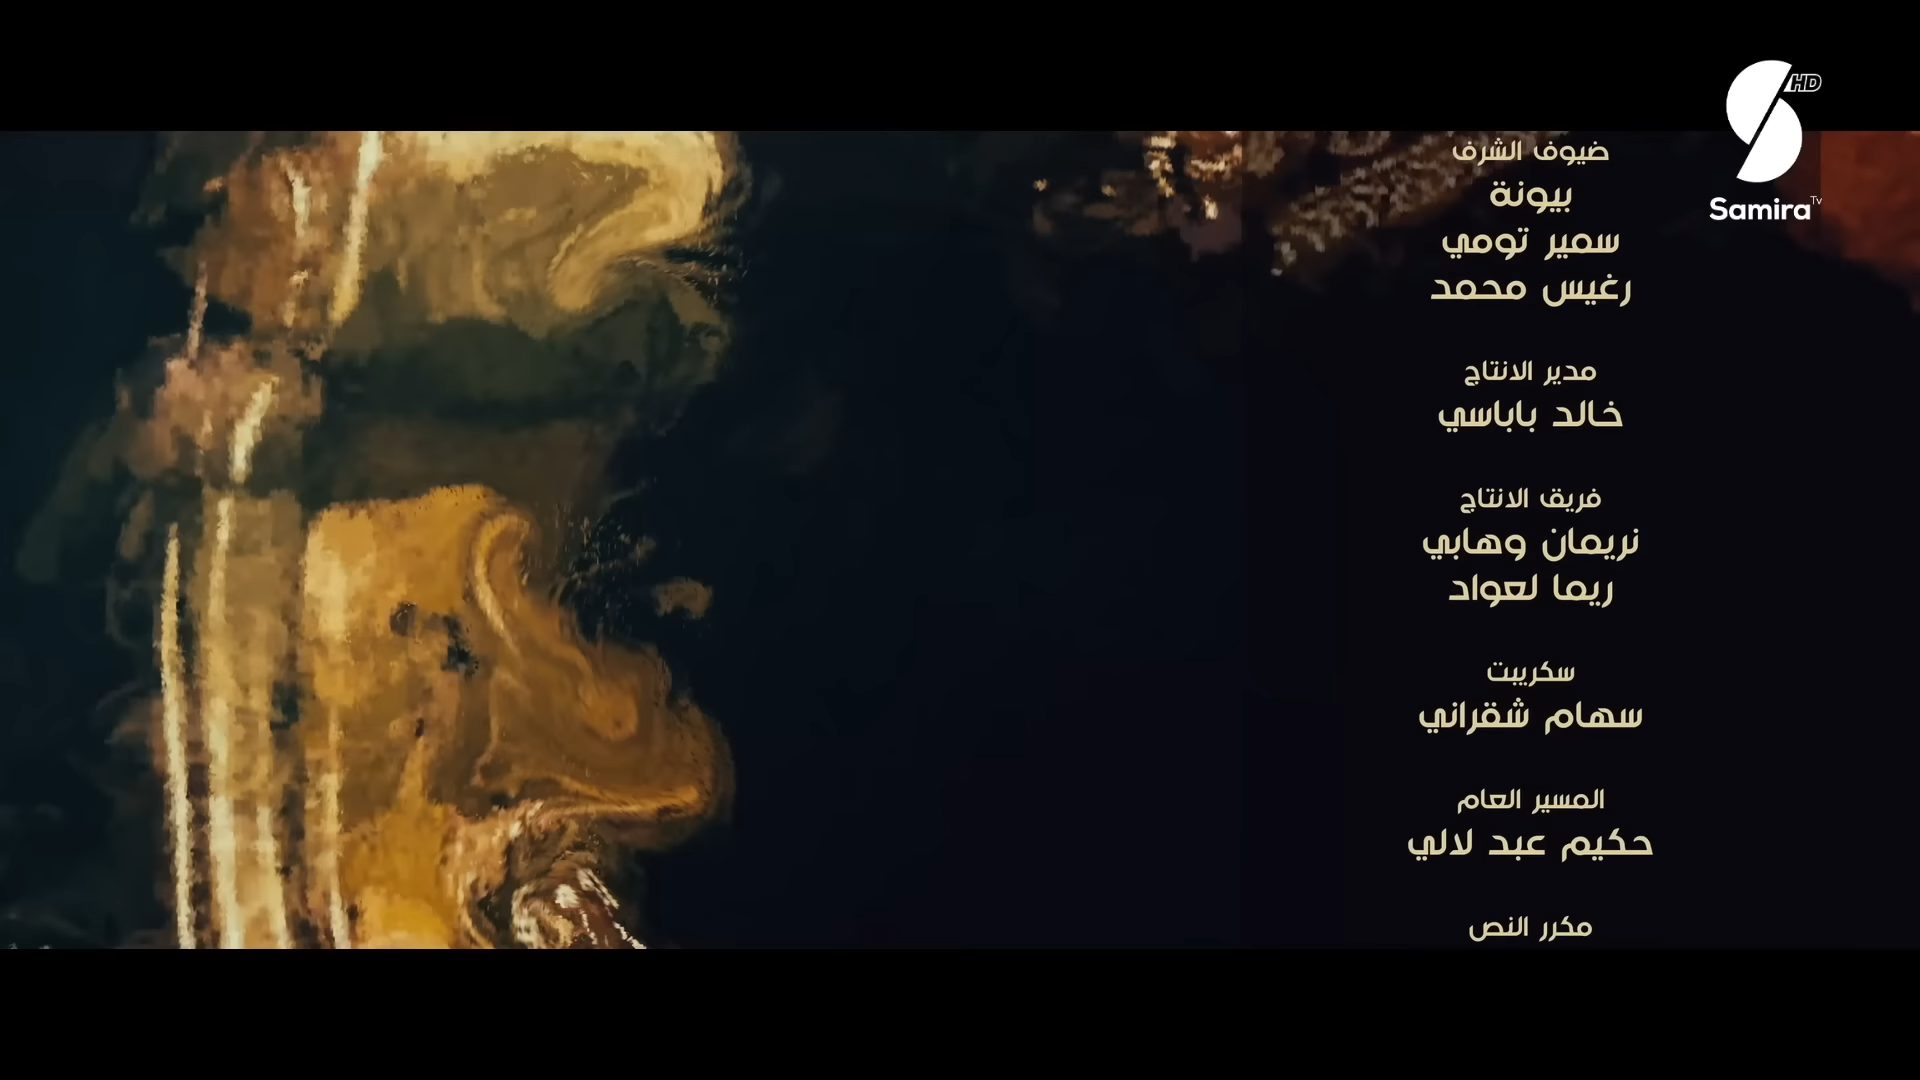 ضيوف الشرف
بيونة
سمير تومي
رغيس محمد
مدير الانتاج
خالد باباسي
فريق الانتاج
نريمان وهابي
ريما لعواد
سكريبت
سهام شقراني
المسير العام
حكيم عبد لالي
مكرر النص
HD
Samira Tv